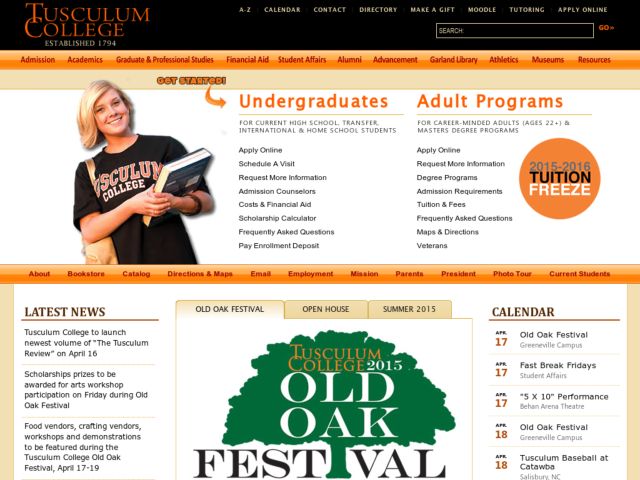 TUSCULUM
COLLEGE
ESTABLISHED 1794
A-Z CALENDAR CONTACT DIRECTORY MAKE A GIFT MOODLE TUTORING APPLY ONLINE
SEARCH:
GO»
Admission Academics Graduate & Professional Studies Financial Aid Student Affairs Alumni Advancement Garland Library Athletics Museums Resources
GET STARTED!
TUSCULUM
COLLEGE
Undergraduates
FOR CURRENT HIGH SCHOOL, TRANSFER,
INTERNATIONAL & HOME SCHOOL STUDENTS
Apply Online
Schedule A Visit
Request More Information
Admission Counselors
Costs & Financial Aid
Scholarship Calculator
Frequently Asked Questions
Pay Enrollment Deposit
Adult Programs
FOR CAREER-MINDED ADULTS (AGES 22+) &
MASTERS DEGREE PROGRAMS
Apply Online
Request More Information
Degree Programs
Admission Requirements
Tuition & Fees
Frequently Asked Questions
Maps & Directions
Veterans
2015-2016
TUITION
FREEZE
About Bookstore Catalog Directions & Maps Email Employment Mission Parents President Photo Tour Current Students
LATEST NEWS
Tusculum College to launch
newest volume of “The Tusculum
Review” on April 16
Scholarships prizes to be
awarded for arts workshop
participation on Friday during Old
Oak Festival
Food vendors, crafting vendors,
workshops and demonstrations
to be featured during the
Tusculum College Old Oak
Festival, April 17-19
OLD OAK FESTIVAL OPEN HOUSE SUMMER 2015
TUSCULUM
COLLEGE 2015
OLD
OAK
FESTIVAL
CALENDAR
APR.
17
Old Oak Festival
Greeneville Campus
APR.
17
Fast Break Fridays
Student Affairs
APR.
17
"5 X 10" Performance
Behan Arena Theatre
APR.
18
Old Oak Festival
Greeneville Campus
APR.
18
Tusculum Baseball at
Catawba
Salisbury, NC